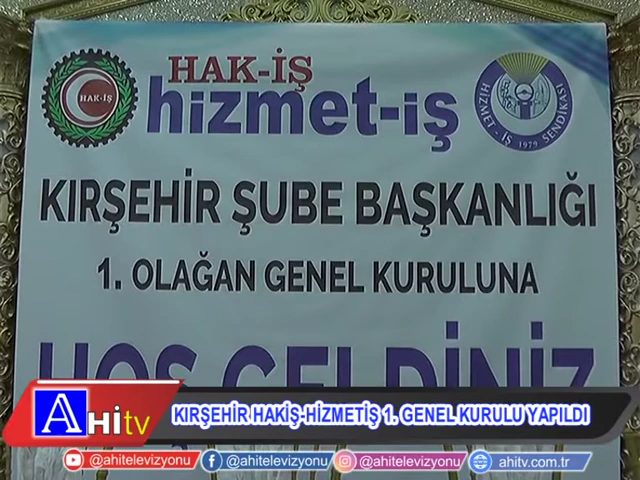 HAK-İŞ
HAK-İŞ
hizmet-iş
HİZMET - İŞ SENDİKASI
1979
KIRŞEHİR ŞUBE BAŞKANLIĞI
1. OLAĞAN GENEL KURULUNA
HOŞ GELDİNİZ
AHİtv
KIRŞEHİR HAKİŞ-HİZMETİŞ 1. GENEL KURULU YAPILDI
@ahitelevizyonu @ahitelevizyonu @ahitelevizyonu ahitv.com.tr